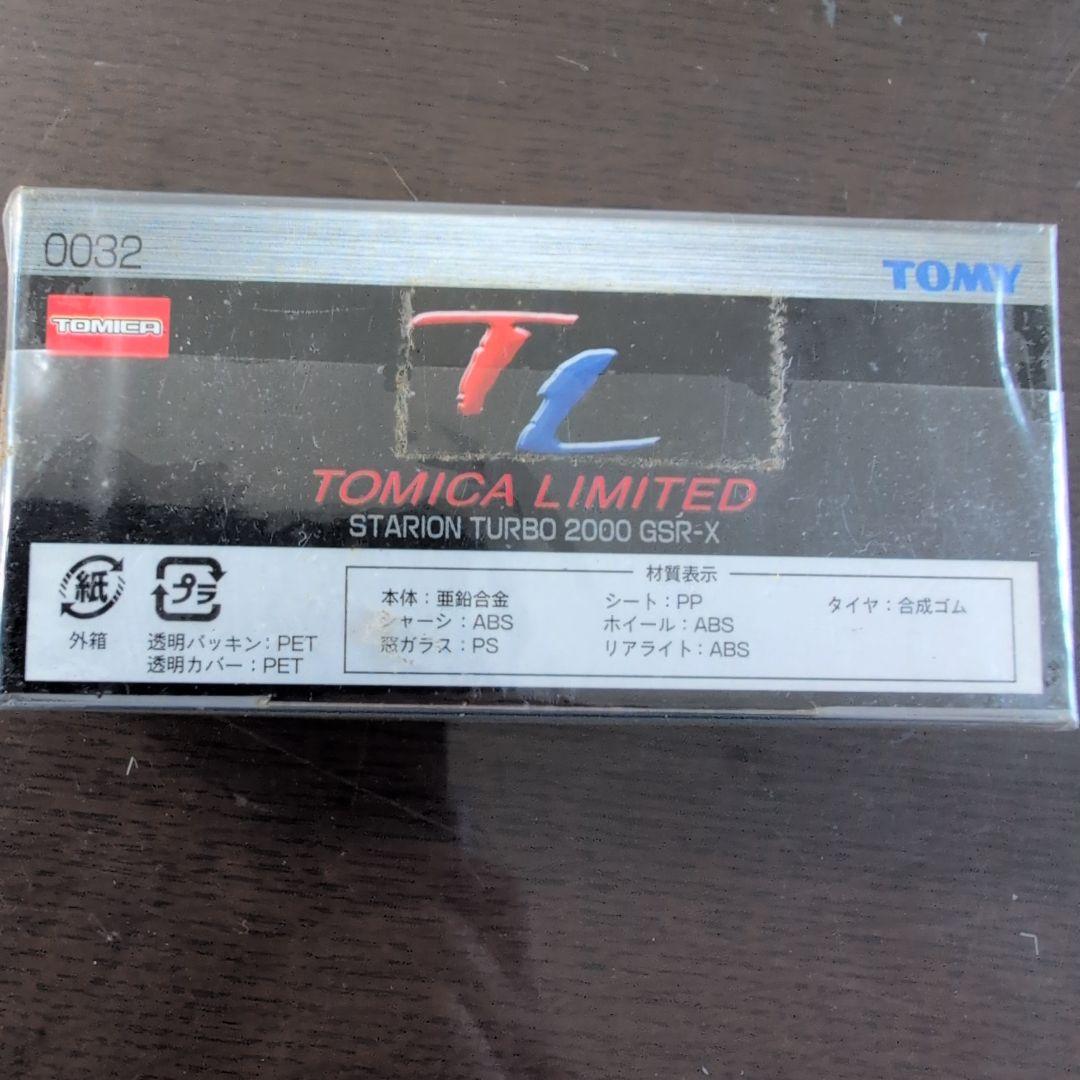 0032
TOMY
TOMICA
TL
TOMICA LIMITED
STARION TURBO 2000 GSR-X
紙
外箱
プラ
透明パッキン：PET
透明カバー：PET
材質表示
本体：亜鉛合金
シャーシ：ABS
窓ガラス：PS
シート：PP
ホイール：ABS
リアライト：ABS
タイヤ：合成ゴム